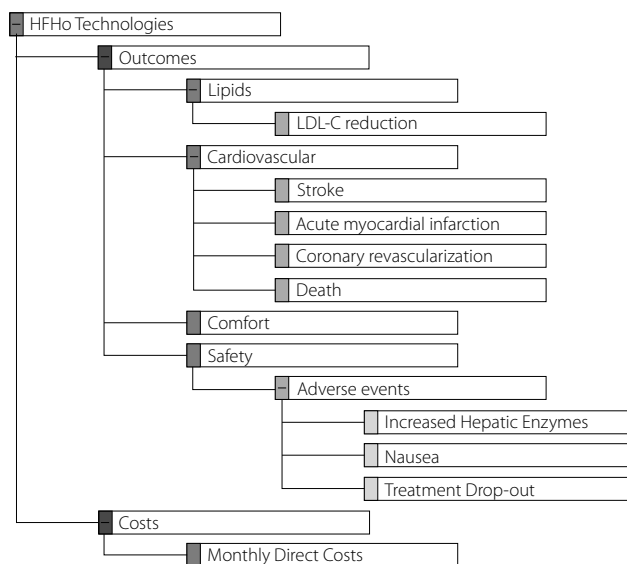 HFHo Technologies
Outcomes
Lipids
LDL-C reduction
Cardiovascular
Stroke
Acute myocardial infarction
Coronary revascularization
Death
Comfort
Safety
Adverse events
Increased Hepatic Enzymes
Nausea
Treatment Drop-out
Costs
Monthly Direct Costs